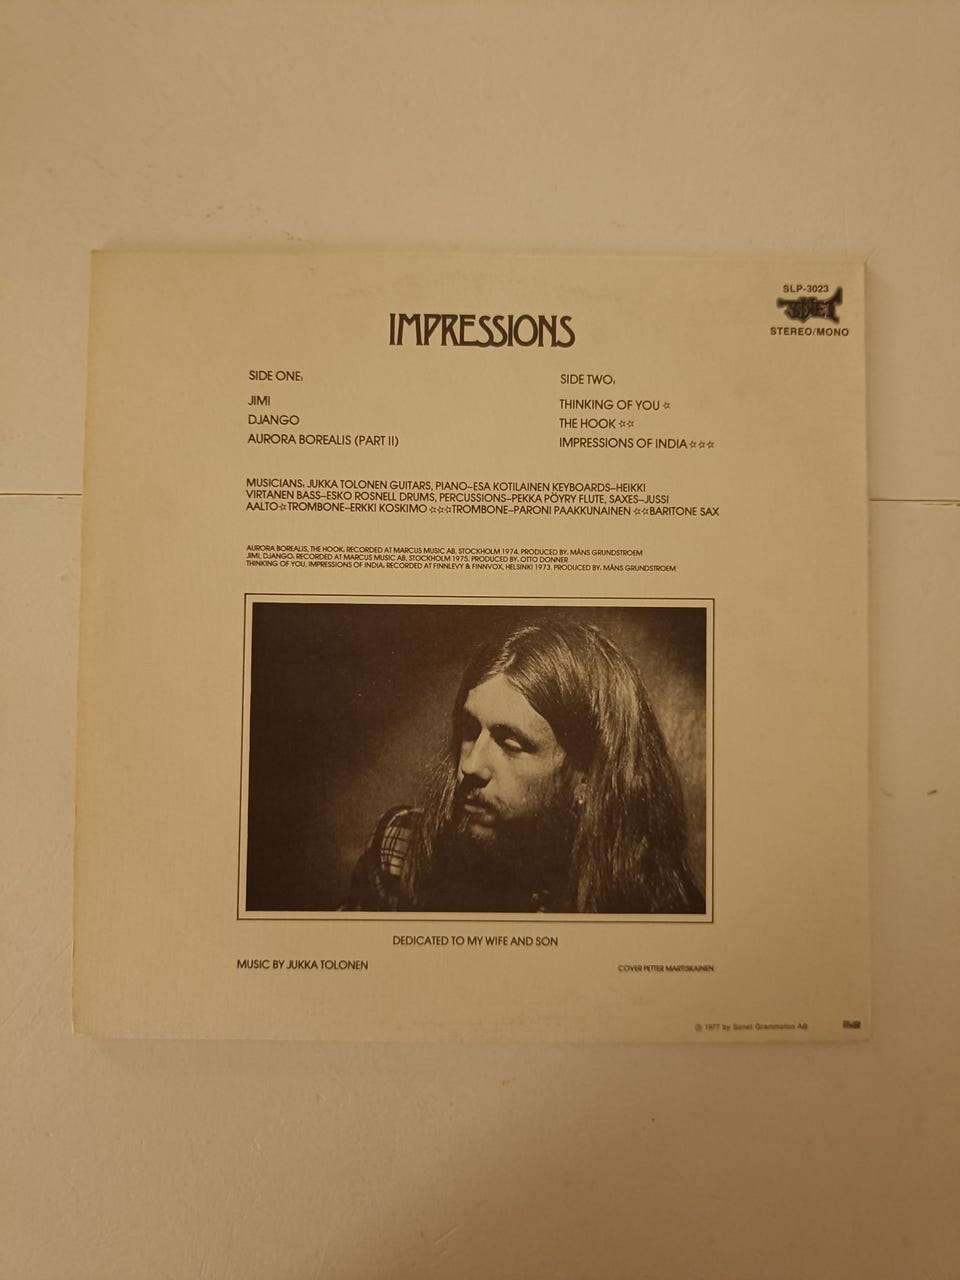 SLP-3023
SONET
STEREO/MONO
IMPRESSIONS
SIDE ONE:
JIMI
DJANGO
AURORA BOREALIS (PART II)
SIDE TWO:
THINKING OF YOU ☆
THE HOOK ☆☆
IMPRESSIONS OF INDIA☆☆☆
MUSICIANS: JUKKA TOLONEN GUITARS, PIANO–ESA KOTILAINEN KEYBOARDS–HEIKKI
VIRTANEN BASS–ESKO ROSNELL DRUMS, PERCUSSIONS–PEKKA PÖYRY FLUTE, SAXES–JUSSI
AALTO☆TROMBONE–ERKKI KOSKIMO ☆☆☆TROMBONE–PARONI PAAKKUNAINEN ☆☆BARITONE SAX
AURORA BOREALIS, THE HOOK: RECORDED AT MARCUS MUSIC AB, STOCKHOLM 1974. PRODUCED BY: MÅNS GRUNDSTROEM
JIMI, DJANGO: RECORDED AT MARCUS MUSIC AB, STOCKHOLM 1975. PRODUCED BY: OTTO DONNER
THINKING OF YOU, IMPRESSIONS OF INDIA: RECORDED AT FINNLEVY & FINNVOX, HELSINKI 1973. PRODUCED BY: MÅNS GRUNDSTROEM
DEDICATED TO MY WIFE AND SON
MUSIC BY JUKKA TOLONEN
COVER PETTER MARTISKAINEN
℗ 1977 by Sonet Grammofon AB